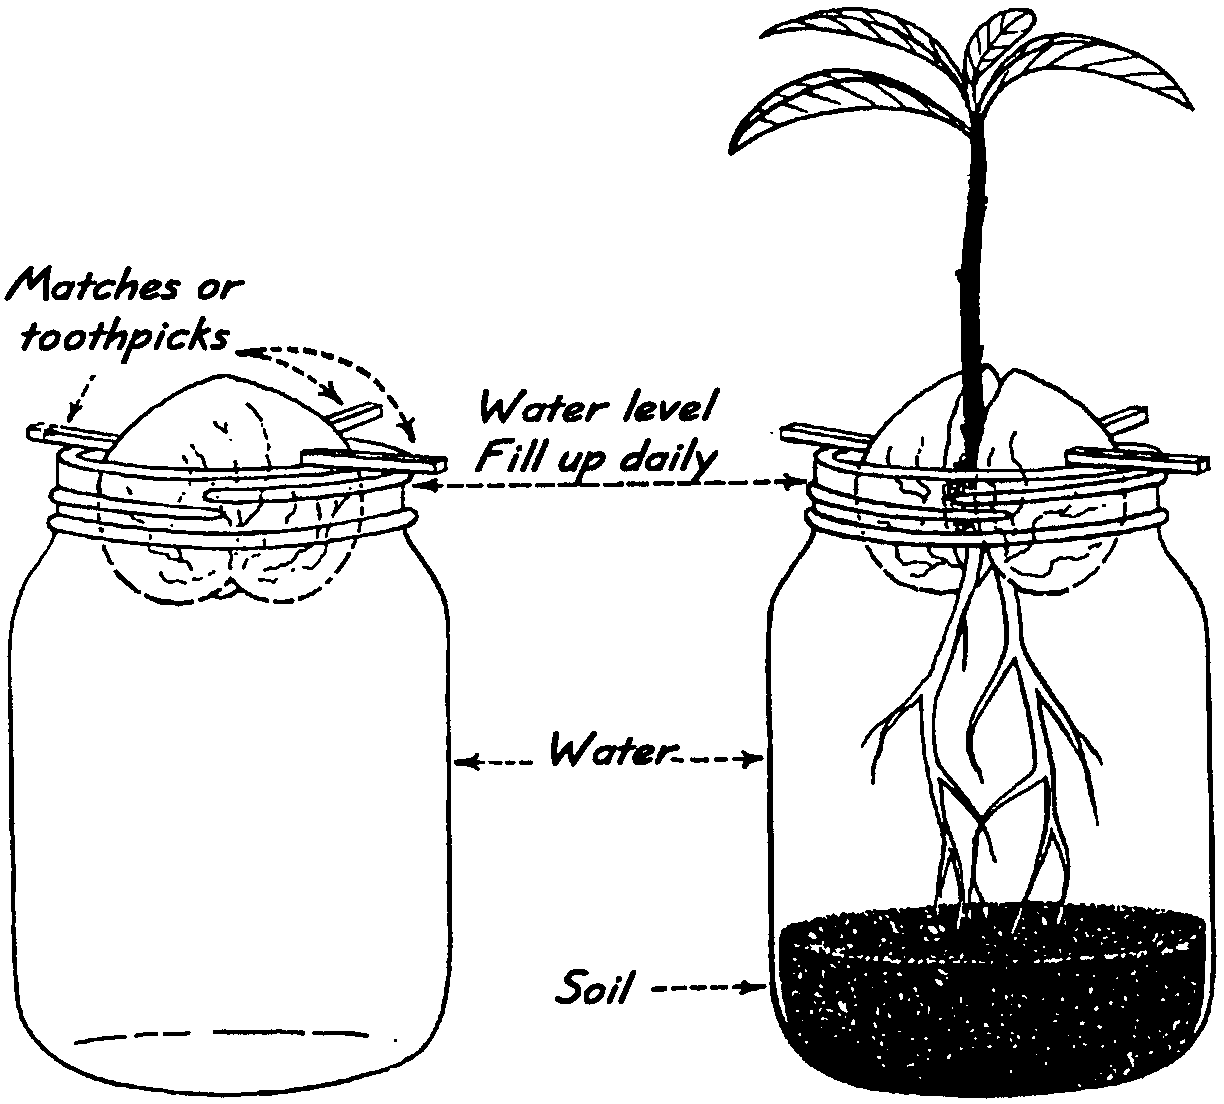 Matches or
toothpicks
Water level
Fill up daily
Water
Soil